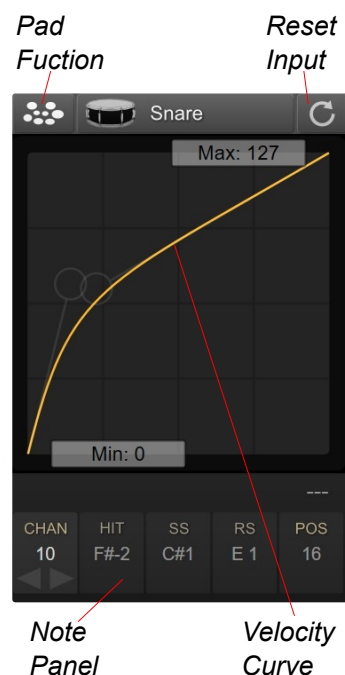 Pad
Fuction
Reset
Input
Snare
Max: 127
Min: 0
---
CHAN HIT SS RS POS
10 F#-2 C#1 E 1 16
Note
Panel
Velocity
Curve